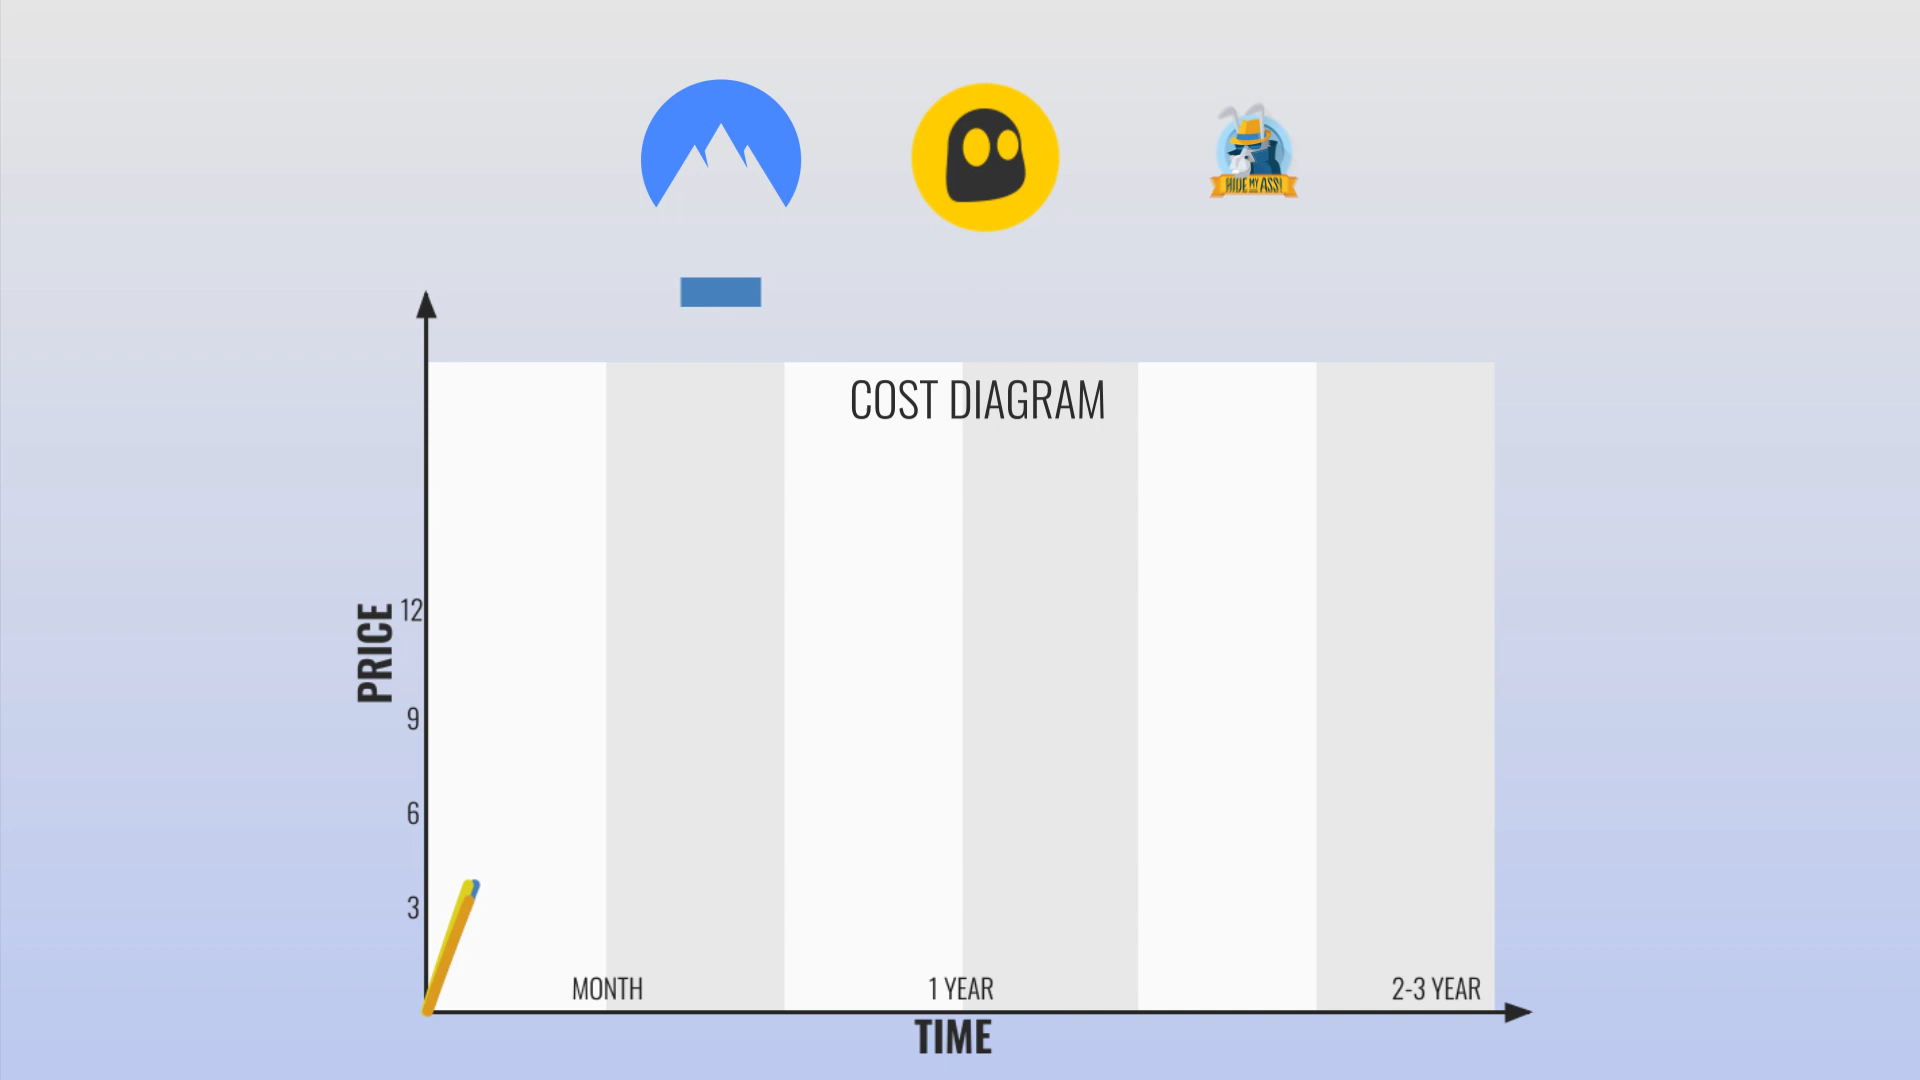 HIDE MY ASS!
COST DIAGRAM
PRICE
12
9
6
3
MONTH
1 YEAR
2-3 YEAR
TIME